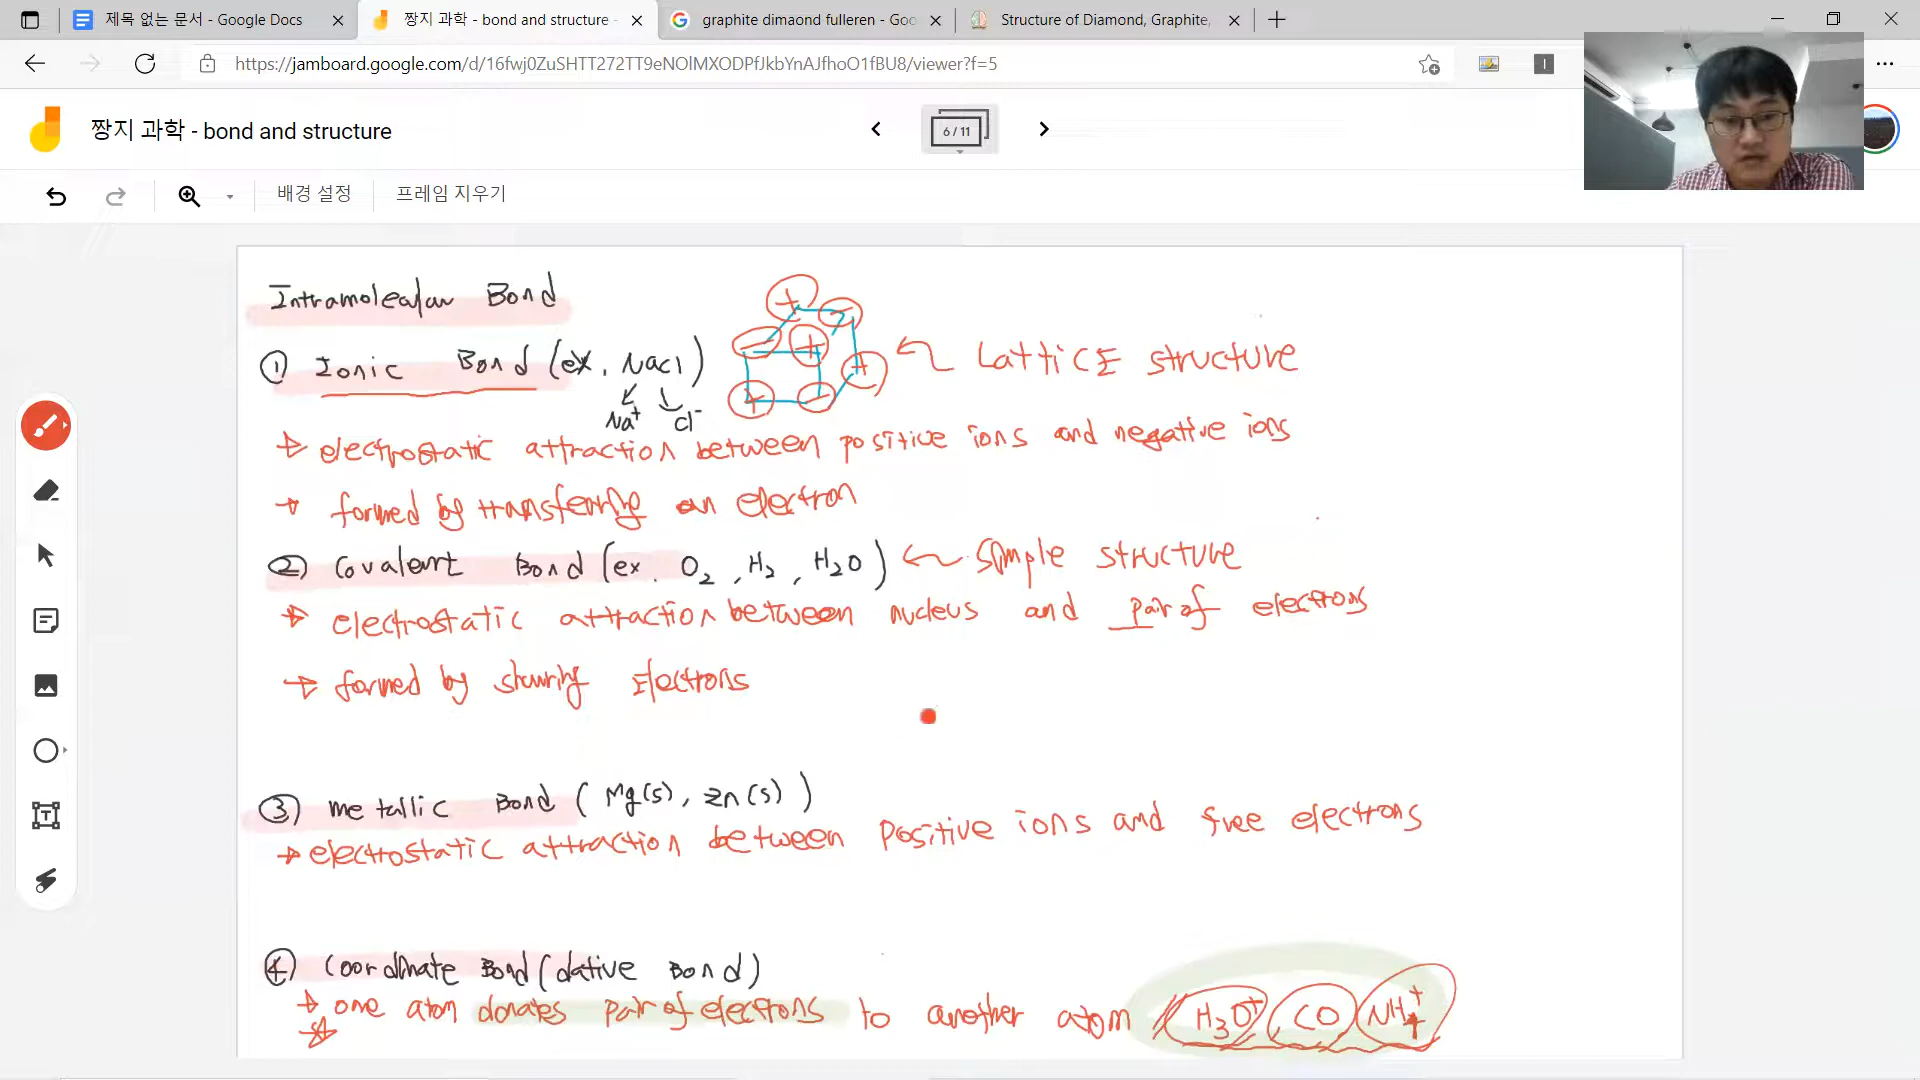 제목 없는 문서 - Google Docs
짱지 과학 - bond and structure -
graphite dimaond fulleren - Goo
Structure of Diamond, Graphite,
https://jamboard.google.com/d/16fwj0ZuSHTT272TT9eNOlMXODPfJkbYnAJfhoO1fBU8/viewer?f=5
짱지 과학 - bond and structure
6 / 11
배경 설정
프레임 지우기
Intramolecular Bond
① Ionic Bond (ex, NaCl)
Na+ Cl-
+ - - + + + -
Lattice structure
→ electrostatic attraction between positive ions and negative ions
→ formed by transferring an electron
② Covalent Bond (ex. O2, H2, H2O)
simple structure
→ electrostatic attraction between nucleus and pair of electrons
→ formed by sharing Electrons
③ metallic Bond (Mg(s), Zn(s))
→ electrostatic attraction between positive ions and free electrons
④ Coordinate Bond (dative Bond)
→ one atom donates pair of electrons to another atom H3O+, CO, NH4+